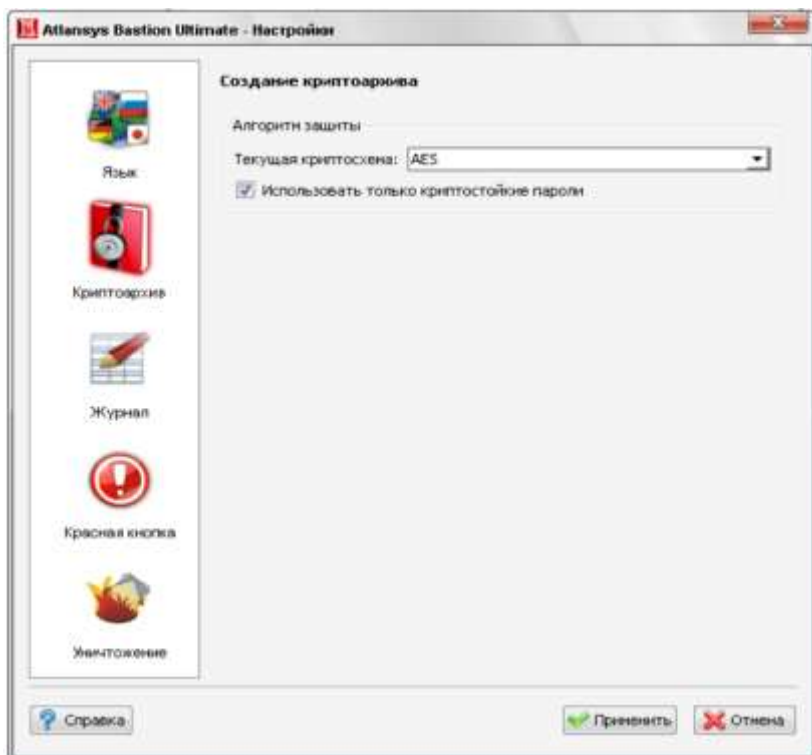 Atlansys Bastion Ultimate - Настройки
Язык
Криптоархив
Журнал
Красная кнопка
Уничтожение
Создание криптоархива
Алгоритм защиты
Текущая криптосхема: AES
Использовать только криптостойкие пароли
Справка
Применить
Отмена